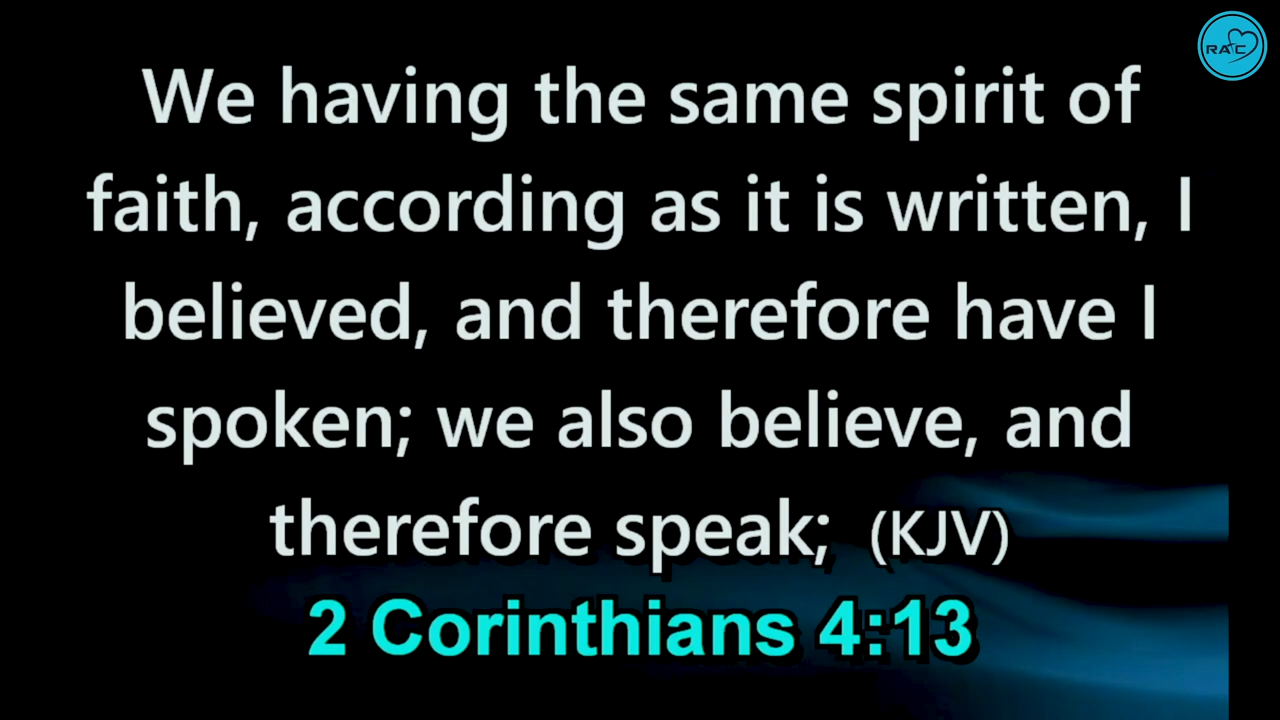 RAFC
We having the same spirit of
faith, according as it is written, I
believed, and therefore have I
spoken; we also believe, and
therefore speak; (KJV)
2 Corinthians 4:13